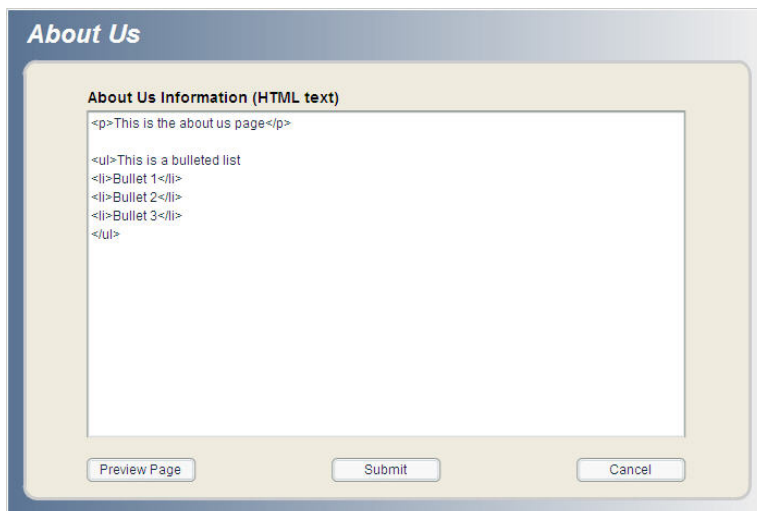 About Us
About Us Information (HTML text)
<p>This is the about us page</p>
<ul>This is a bulleted list
<li>Bullet 1</li>
<li>Bullet 2</li>
<li>Bullet 3</li>
</ul>
Preview Page Submit Cancel